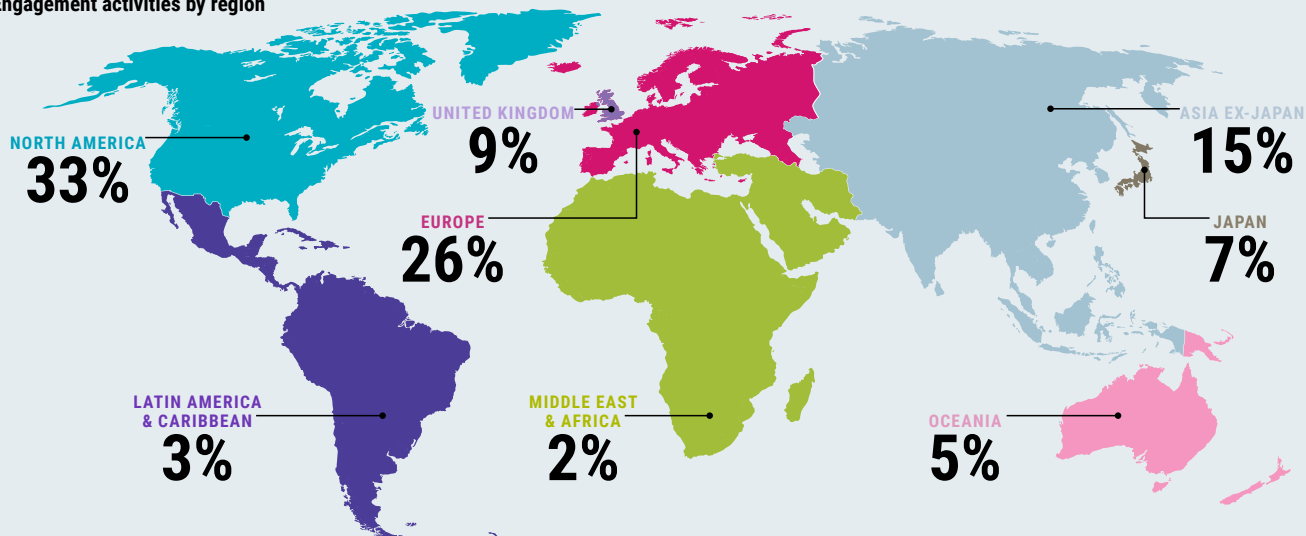 Engagement activities by region
NORTH AMERICA
33%
UNITED KINGDOM
9%
EUROPE
26%
ASIA EX-JAPAN
15%
JAPAN
7%
LATIN AMERICA
& CARIBBEAN
3%
MIDDLE EAST
& AFRICA
2%
OCEANIA
5%